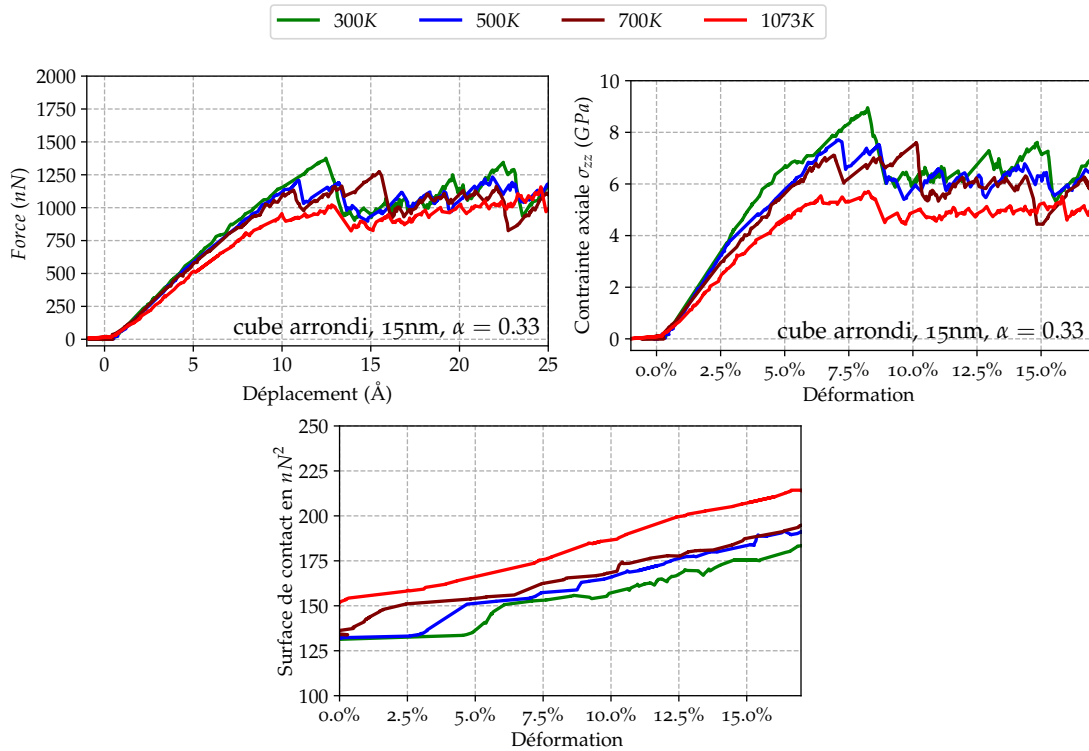 300K 500K 700K 1073K
2000
1750
1500
1250
1000
750
500
250
0
Force (nN)
0 5 10 15 20 25
Déplacement (Å)
cube arrondi, 15nm, α = 0.33
10
8
6
4
2
0
Contrainte axiale σzz (GPa)
0.0% 2.5% 5.0% 7.5% 10.0% 12.5% 15.0%
Déformation
cube arrondi, 15nm, α = 0.33
250
225
200
175
150
125
100
Surface de contact en nN²
0.0% 2.5% 5.0% 7.5% 10.0% 12.5% 15.0%
Déformation